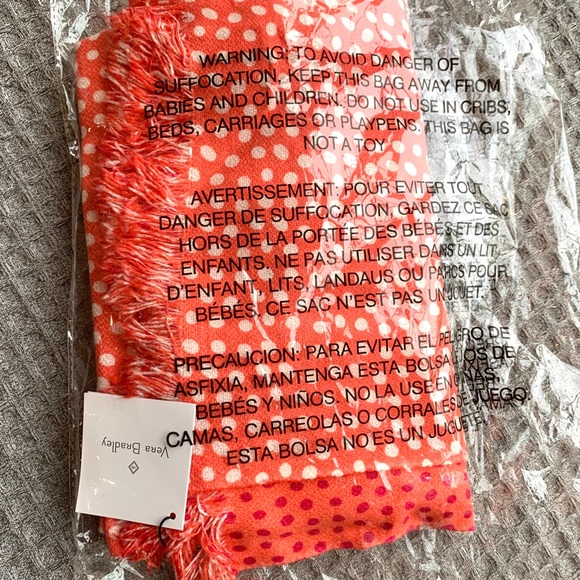 WARNING: TO AVOID DANGER OF
SUFFOCATION, KEEP THIS BAG AWAY FROM
BABIES AND CHILDREN. DO NOT USE IN CRIBS,
BEDS, CARRIAGES OR PLAYPENS. THIS BAG IS
NOT A TOY
AVERTISSEMENT: POUR EVITER TOUT
DANGER DE SUFFOCATION, GARDEZ CE SAC
HORS DE LA PORTÉE DES BÉBÉS ET DES
ENFANTS. NE PAS UTILISER DANS UN LIT
D'ENFANT, LITS, LANDAUS OU PARCS POUR
BÉBÉS. CE SAC N'EST PAS UN JUET.
PRECAUCION: PARA EVITAR EL PELIGRO DE
ASFIXIA, MANTENGA ESTA BOLSA LEJOS DE
BEBÉS Y NIÑOS. NO LA USE EN CUNAS,
CAMAS, CARREOLAS O CORRALES DE JUEGO.
ESTA BOLSA NO ES UN JUGUETE.
Vera Bradley